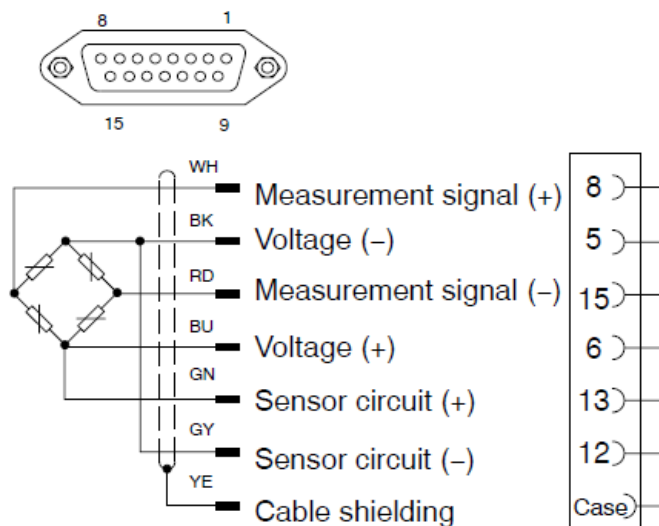 8 1
15 9
WH Measurement signal (+) 8
BK Voltage (−) 5
RD Measurement signal (−) 15
BU Voltage (+) 6
GN Sensor circuit (+) 13
GY Sensor circuit (−) 12
YE Cable shielding Case